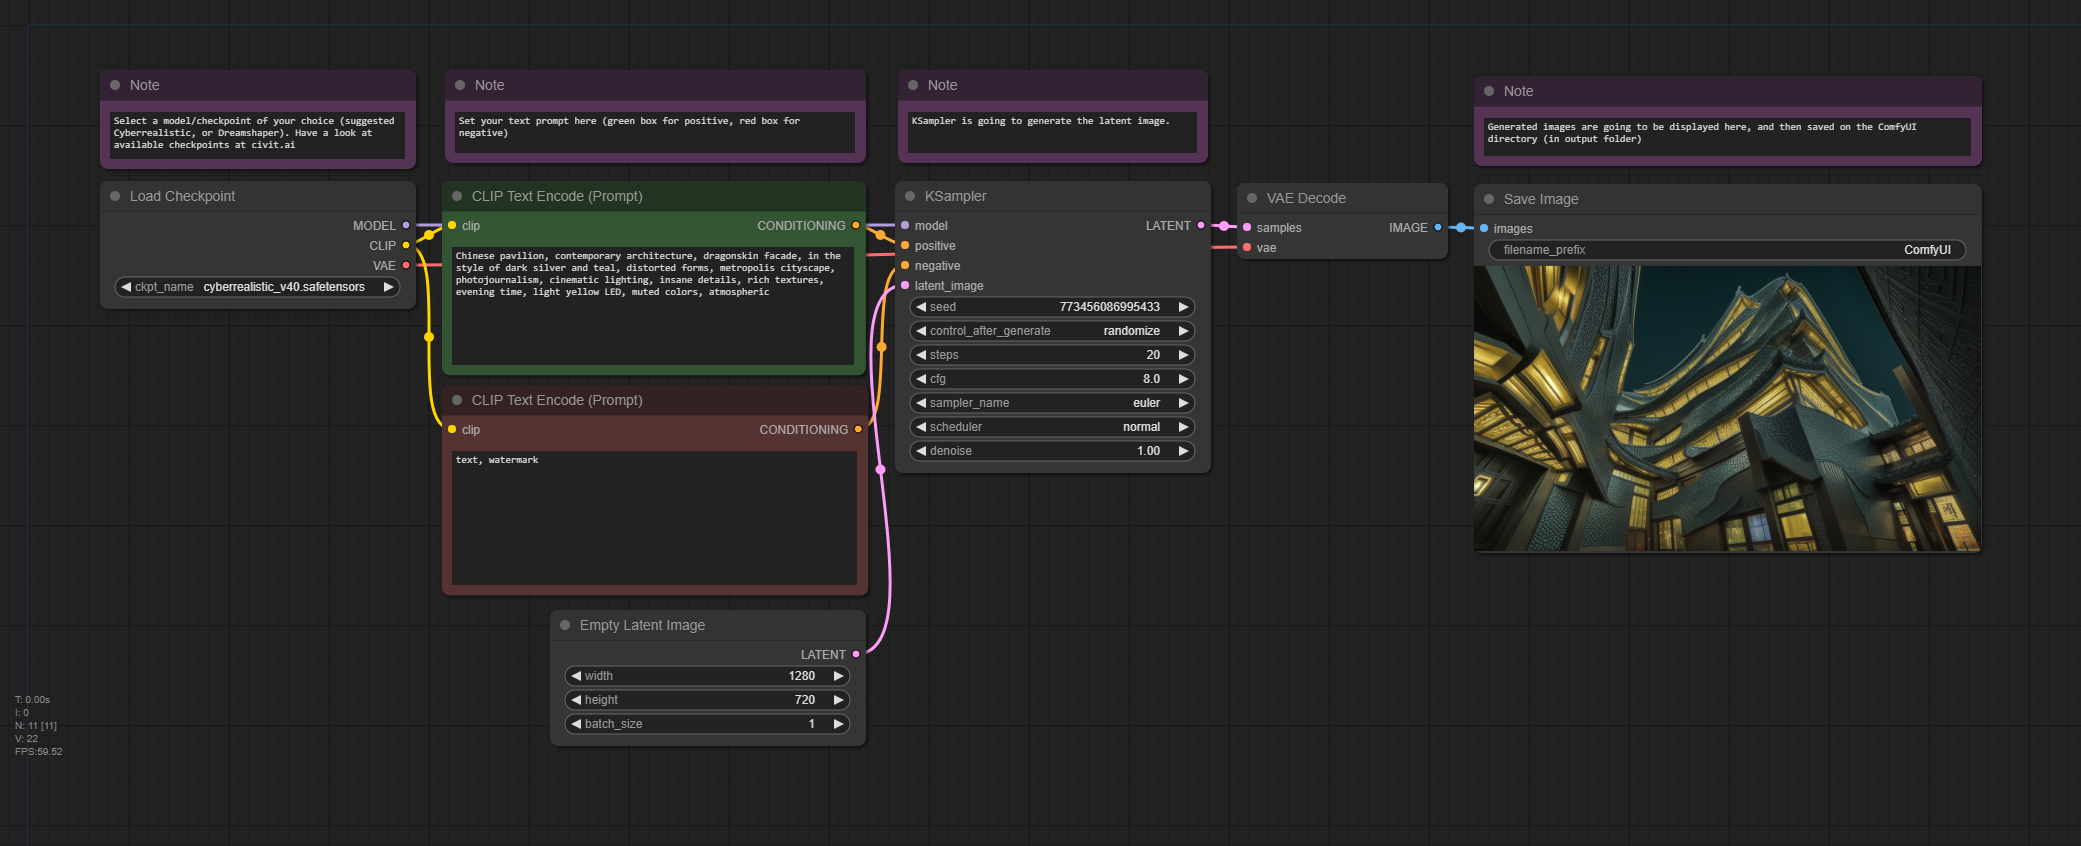 Note
Select a model/checkpoint of your choice (suggested
Cyberrealistic, or Dreamshaper). Have a look at
available checkpoints at civit.ai
Note
Set your text prompt here (green box for positive, red box for
negative)
Note
KSampler is going to generate the latent image.
Note
Generated images are going to be displayed here, and then saved on the ComfyUI
directory (in output folder)
Load Checkpoint
MODEL
CLIP
VAE
ckpt_name cyberrealistic_v40.safetensors
CLIP Text Encode (Prompt)
clip CONDITIONING
Chinese pavilion, contemporary architecture, dragonskin facade, in the
style of dark silver and teal, distorted forms, metropolis cityscape,
photojournalism, cinematic lighting, insane details, rich textures,
evening time, light yellow LED, muted colors, atmospheric
CLIP Text Encode (Prompt)
clip CONDITIONING
text, watermark
Empty Latent Image
LATENT
width 1280
height 720
batch_size 1
KSampler
model LATENT
positive
negative
latent_image
seed 773456086995433
control_after_generate randomize
steps 20
cfg 8.0
sampler_name euler
scheduler normal
denoise 1.00
VAE Decode
samples IMAGE
vae
Save Image
images
filename_prefix ComfyUI
T: 0.00s
I: 0
N: 11 [11]
V: 22
FPS:59.52